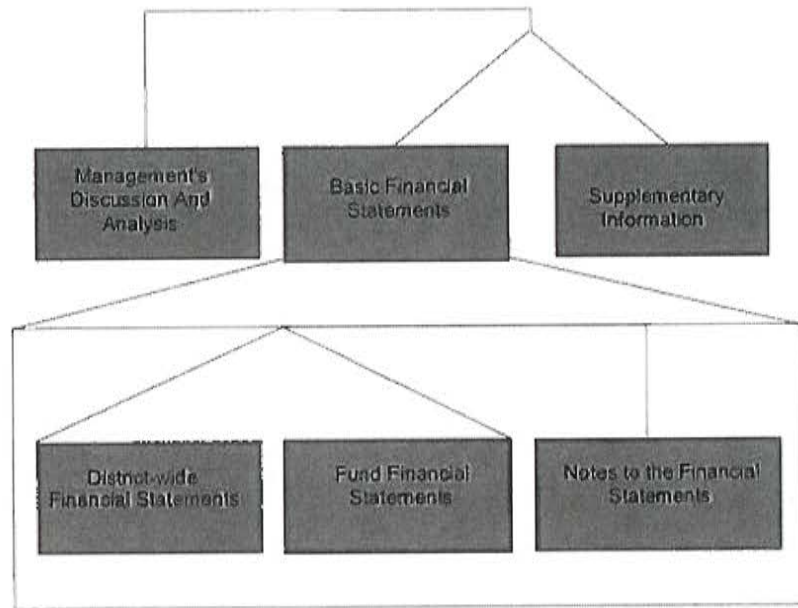 Management's
Discussion And
Analysis
Basic Financial
Statements
Supplementary
Information
District-wide
Financial Statements
Fund Financial
Statements
Notes to the Financial
Statements